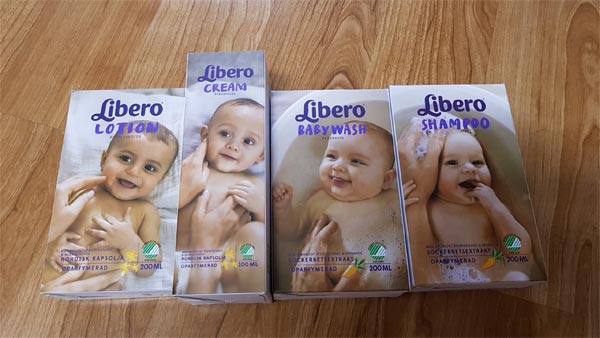 Libero
LOTION
Libero
CREAM
Libero
BABY WASH
Libero
SHAMPOO
NORDISK RAPSOLJA
OPARFYMERAD
200 ML
NORDISK RAPSOLJA
OPARFYMERAD
100 ML
SOCKERBETSEXTRAKT
OPARFYMERAD
200 ML
SOCKERBETSEXTRAKT
OPARFYMERAD
200 ML